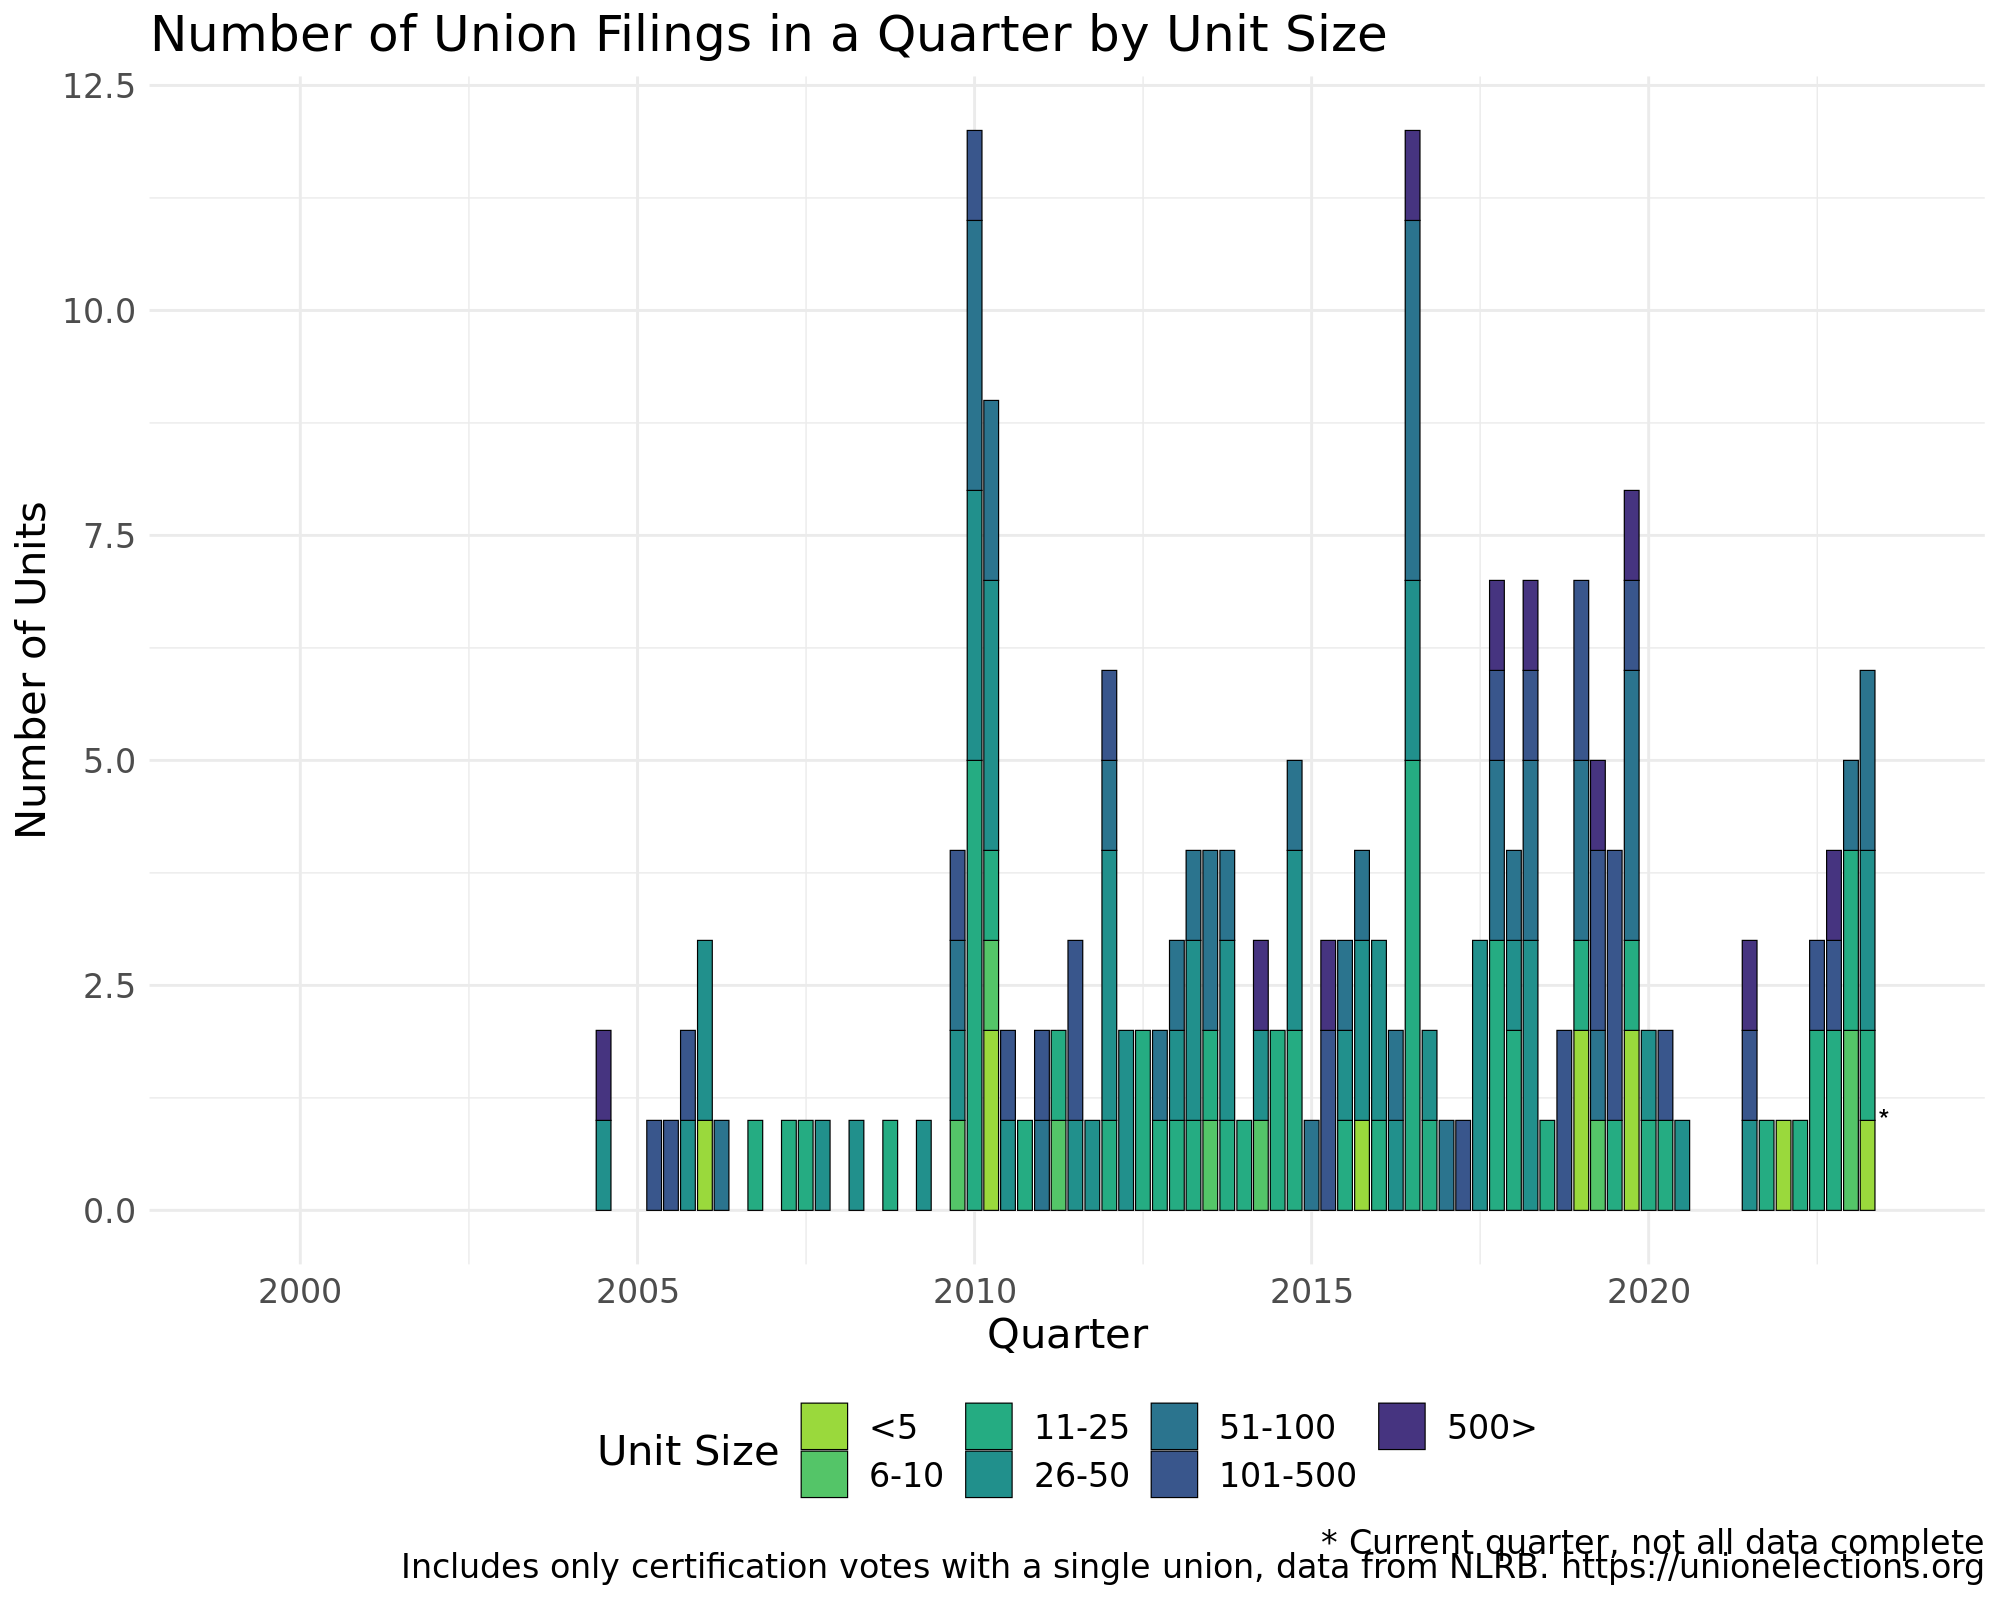 Number of Union Filings in a Quarter by Unit Size
12.5
10.0
7.5
5.0
2.5
0.0
Number of Units
*
2000 2005 2010 2015 2020
Quarter
Unit Size
<5 11-25 51-100 500>
6-10 26-50 101-500
* Current quarter, not all data complete
Includes only certification votes with a single union, data from NLRB. https://unionelections.org